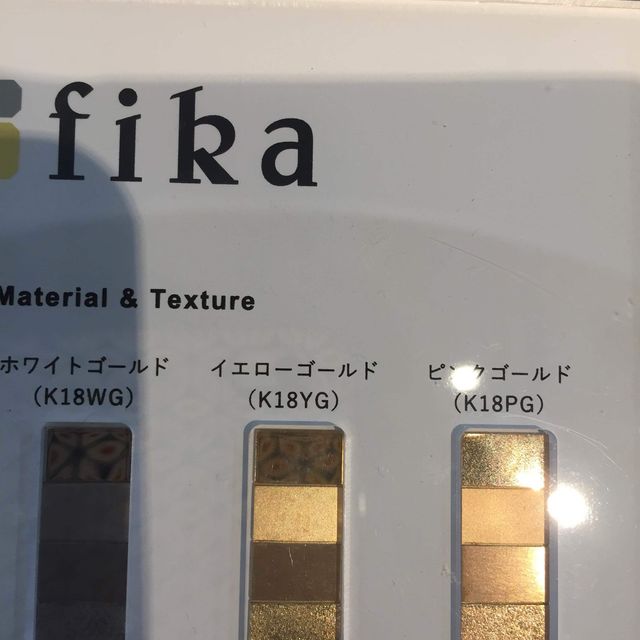 fika
Material & Texture
ホワイトゴールド
(K18WG)
イエローゴールド
(K18YG)
ピンクゴールド
(K18PG)